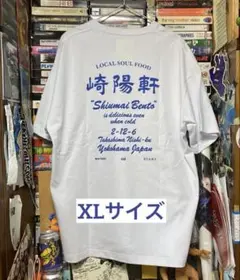 LOCAL SOUL FOOD
崎陽軒
"Shiumai Bento"
is delicious even
when cold
2-12-6
Takashima Nishi-ku
Yokohama Japan
XLサイズ